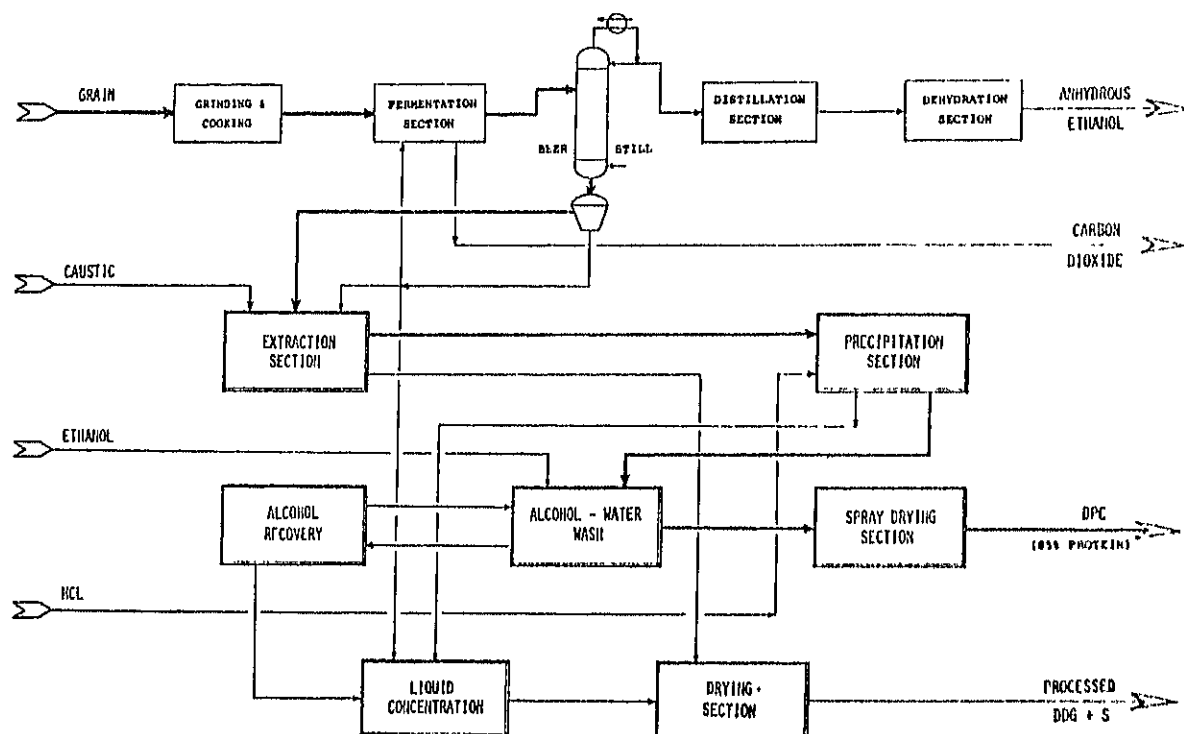 GRAIN
GRINDING &
COOKING
FERMENTATION
SECTION
BEER STILL
DISTILLATION
SECTION
DEHYDRATION
SECTION
ANHYDROUS
ETHANOL
CARBON
DIOXIDE
CAUSTIC
EXTRACTION
SECTION
PRECIPITATION
SECTION
ETHANOL
ALCOHOL
RECOVERY
ALCOHOL - WATER
WASH
SPRAY DRYING
SECTION
DPC
PROTEIN)
HCL
LIQUID
CONCENTRATION
DRYING
SECTION
PROCESSED
DDG + S